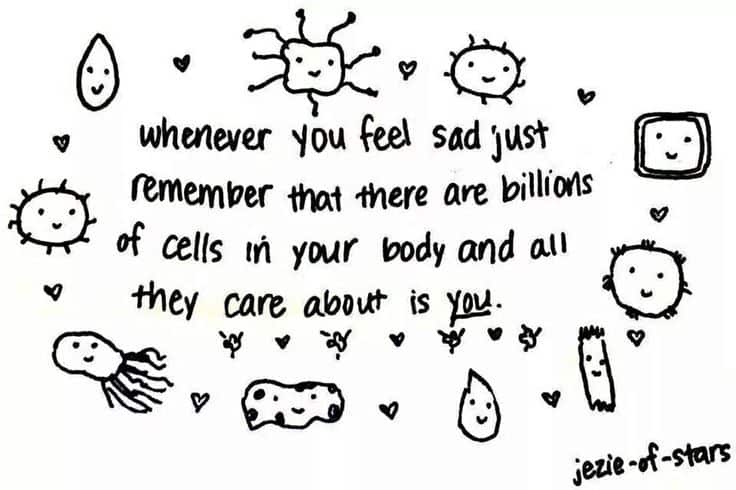 whenever you feel sad just
remember that there are billions
of cells in your body and all
they care about is you.
jezie-of-stars